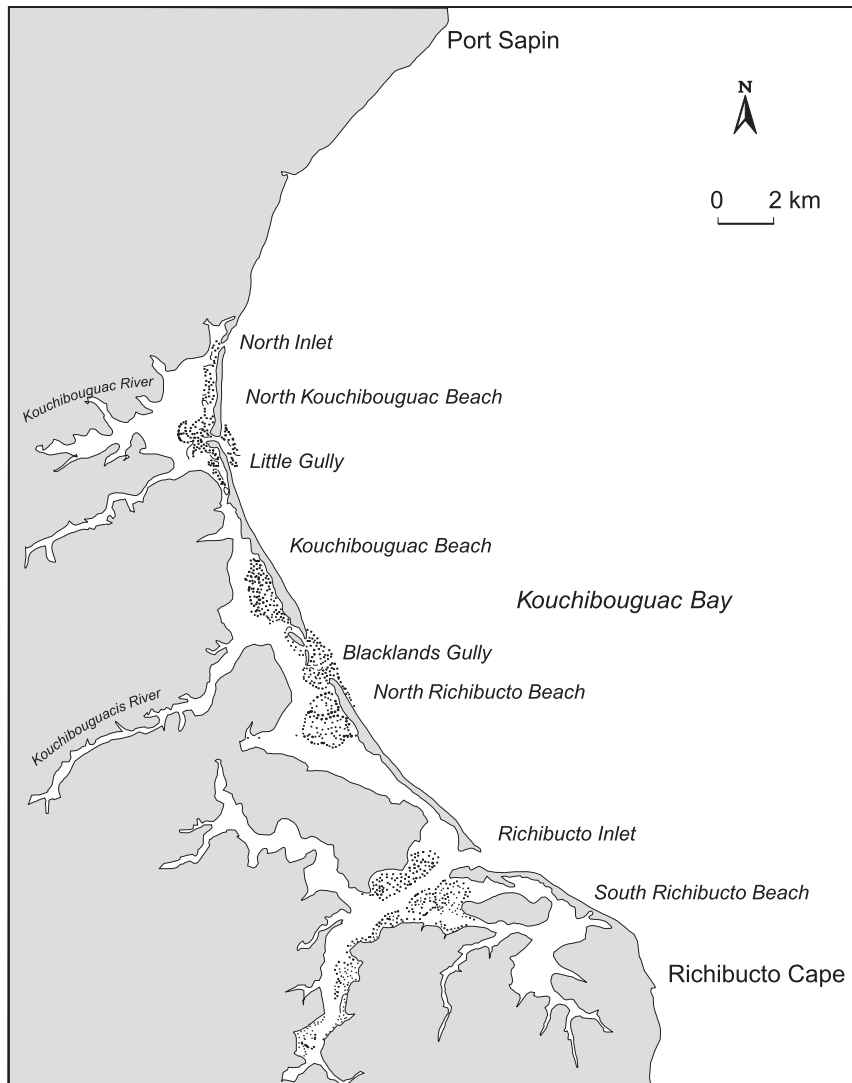 Port Sapin
N
0 2 km
North Inlet
Kouchibouguac River
North Kouchibouguac Beach
Little Gully
Kouchibouguac Beach
Kouchibouguac Bay
Blacklands Gully
North Richibucto Beach
Kouchibouguacis River
Richibucto Inlet
South Richibucto Beach
Richibucto Cape